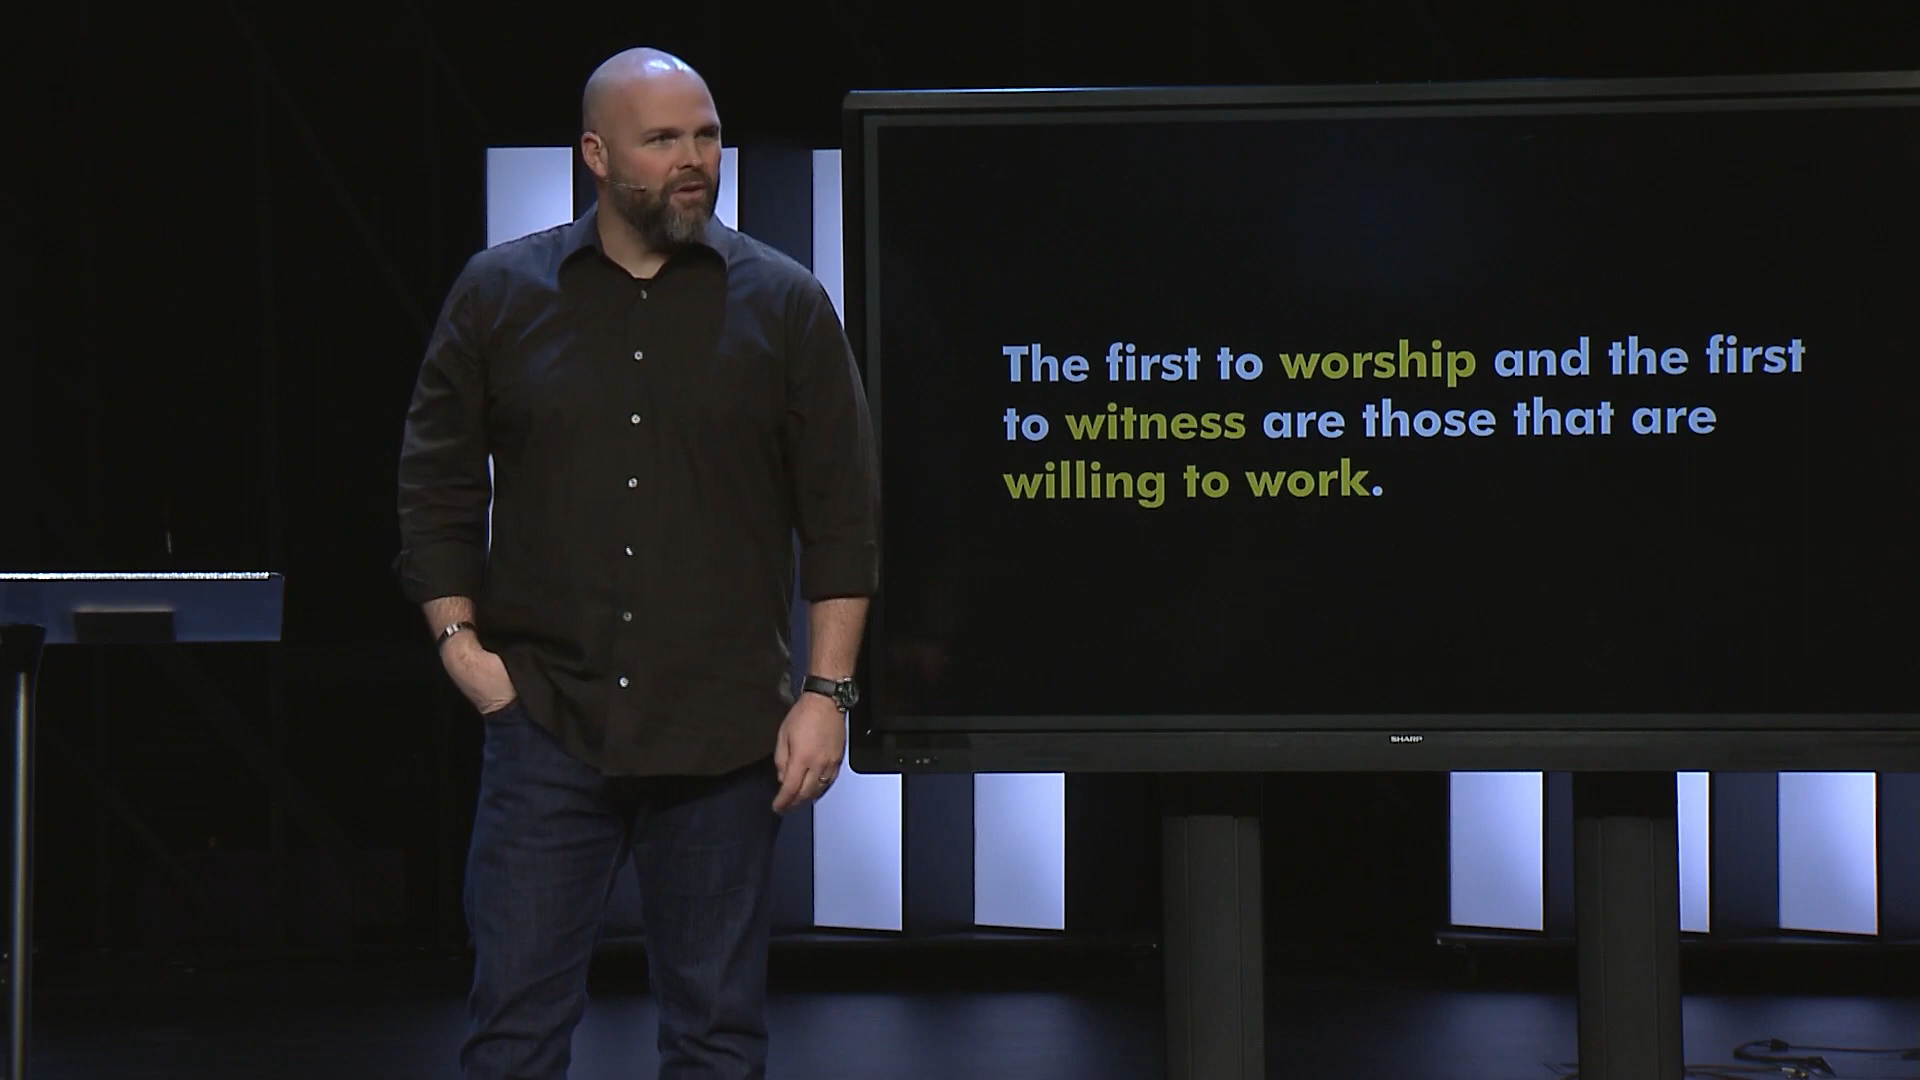 The first to worship and the first
to witness are those that are
willing to work.
SHARP